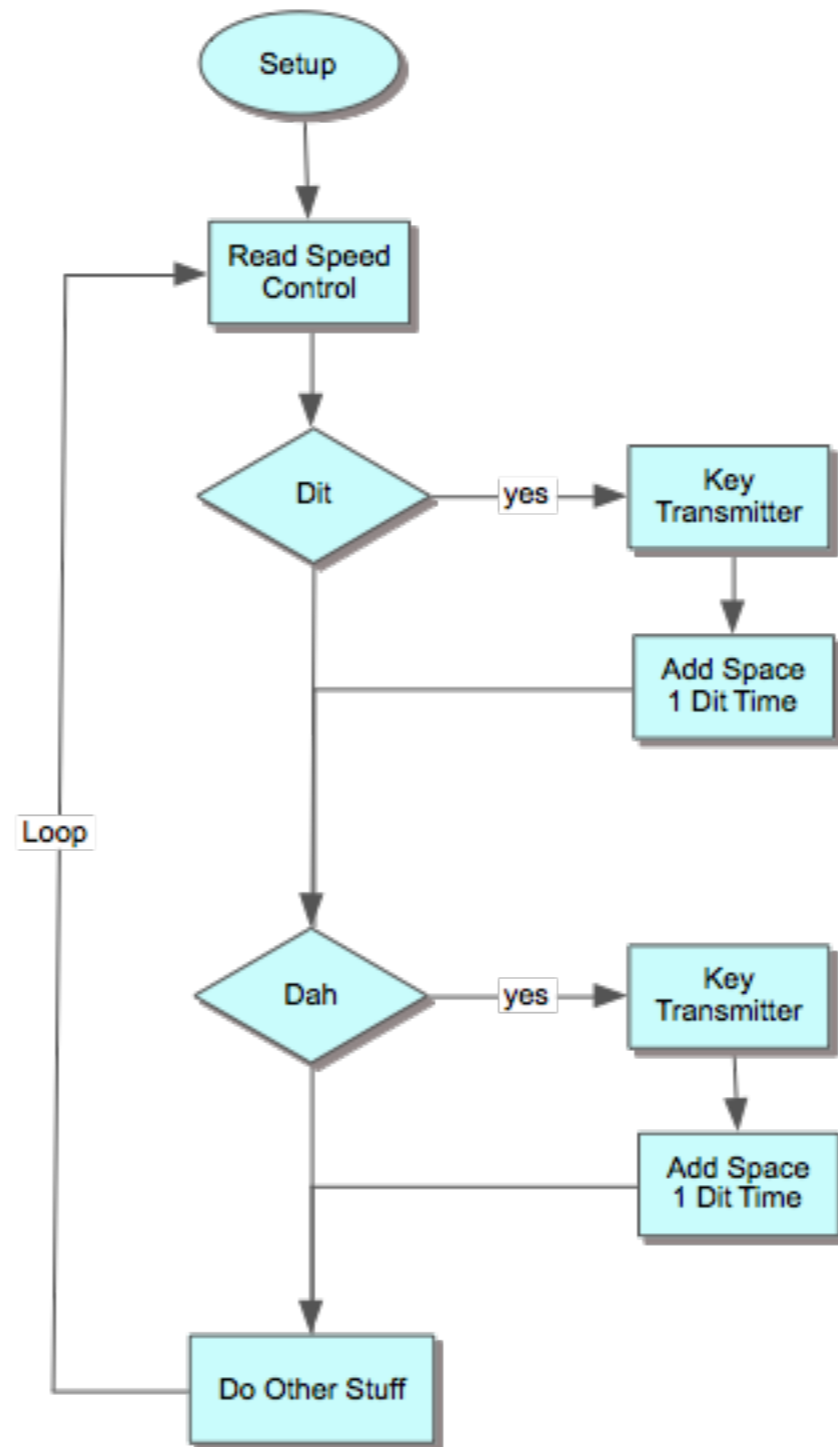 Setup
Read Speed
Control
Dit
yes
Key
Transmitter
Add Space
1 Dit Time
Loop
Dah
yes
Key
Transmitter
Add Space
1 Dit Time
Do Other Stuff